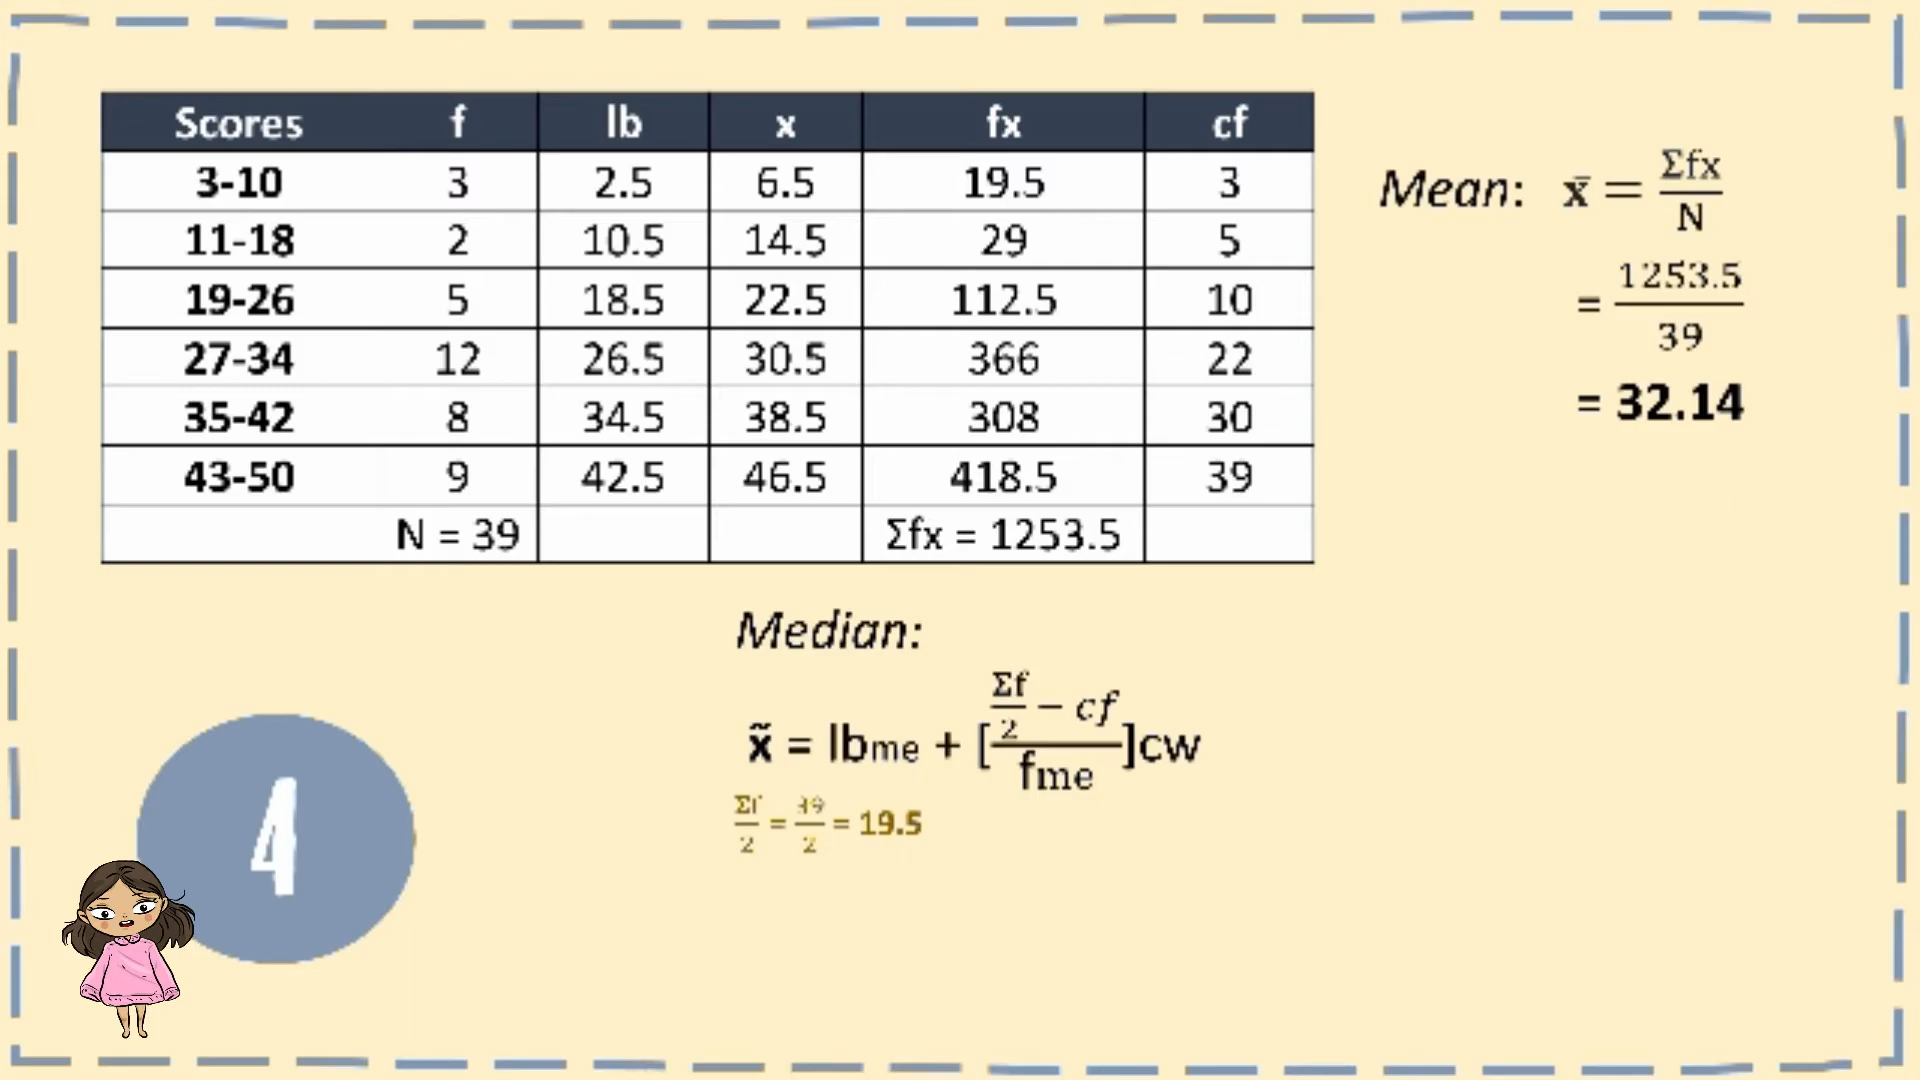 Scores f lb x fx cf
3-10 3 2.5 6.5 19.5 3
11-18 2 10.5 14.5 29 5
19-26 5 18.5 22.5 112.5 10
27-34 12 26.5 30.5 366 22
35-42 8 34.5 38.5 308 30
43-50 9 42.5 46.5 418.5 39
N = 39 Σfx = 1253.5
Mean: x̄ = Σfx / N
= 1253.5 / 39
= 32.14
Median:
x̃ = lbme + [(Σf/2 − cf) / fme]cw
Σf/2 = 39/2 = 19.5
4